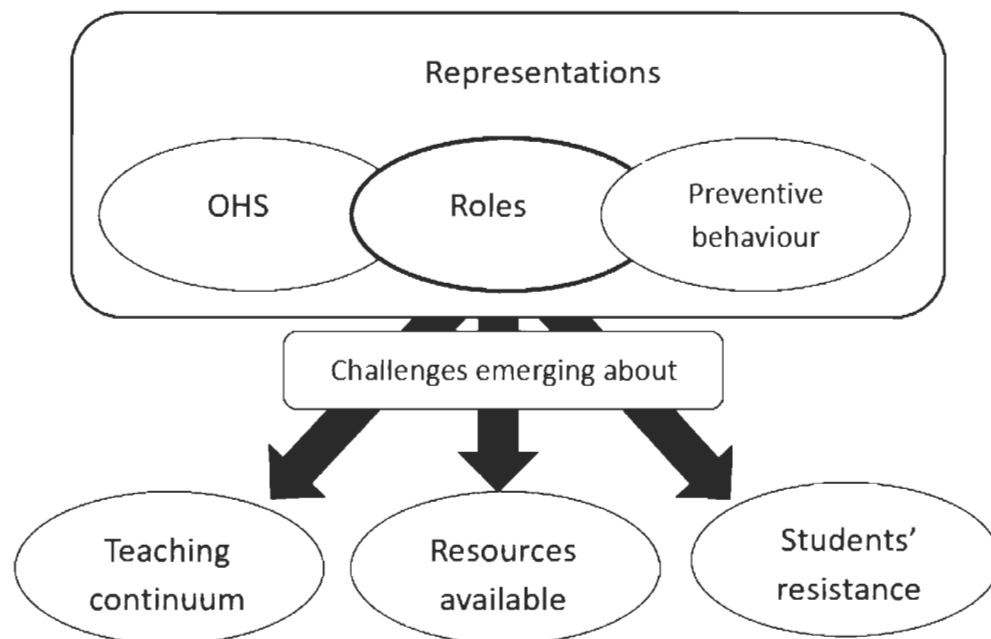 Representations
OHS
Roles
Preventive
behaviour
Challenges emerging about
Teaching
continuum
Resources
available
Students’
resistance